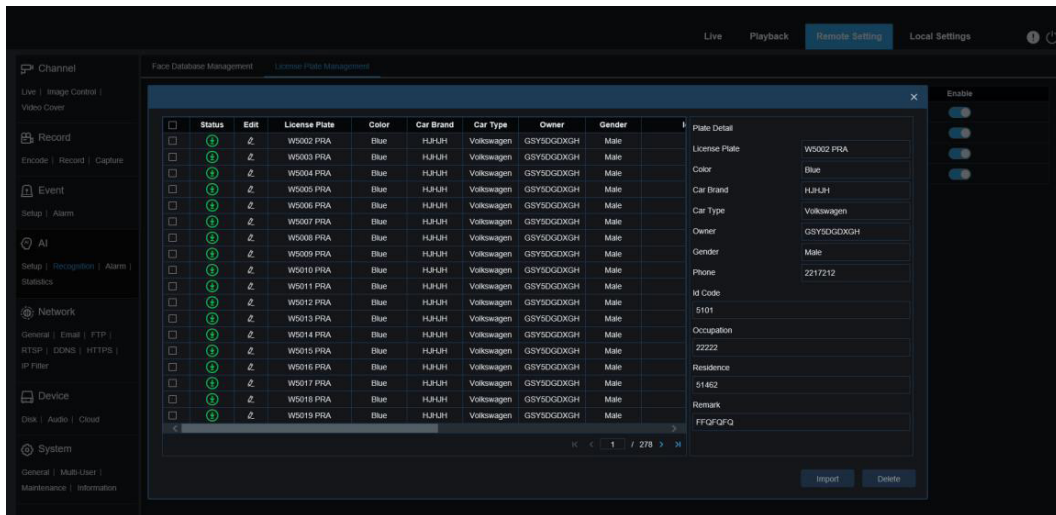 Live Playback Remote Setting Local Settings
Channel
Live | Image Control |
Video Cover
Record
Encode | Record | Capture
Event
Setup | Alarm
AI
Setup | Recognition | Alarm |
Statistics
Network
General | Email | FTP |
RTSP | DDNS | HTTPS |
IP Filter
Device
Disk | Audio | Cloud
System
General | Multi-User |
Maintenance | Information
Face Database Management License Plate Management
Enable
×
Status Edit License Plate Color Car Brand Car Type Owner Gender
W5002 PRA Blue HJHJH Volkswagen GSY5DGDXGH Male
W5003 PRA Blue HJHJH Volkswagen GSY5DGDXGH Male
W5004 PRA Blue HJHJH Volkswagen GSY5DGDXGH Male
W5005 PRA Blue HJHJH Volkswagen GSY5DGDXGH Male
W5006 PRA Blue HJHJH Volkswagen GSY5DGDXGH Male
W5007 PRA Blue HJHJH Volkswagen GSY5DGDXGH Male
W5008 PRA Blue HJHJH Volkswagen GSY5DGDXGH Male
W5009 PRA Blue HJHJH Volkswagen GSY5DGDXGH Male
W5010 PRA Blue HJHJH Volkswagen GSY5DGDXGH Male
W5011 PRA Blue HJHJH Volkswagen GSY5DGDXGH Male
W5012 PRA Blue HJHJH Volkswagen GSY5DGDXGH Male
W5013 PRA Blue HJHJH Volkswagen GSY5DGDXGH Male
W5014 PRA Blue HJHJH Volkswagen GSY5DGDXGH Male
W5015 PRA Blue HJHJH Volkswagen GSY5DGDXGH Male
W5016 PRA Blue HJHJH Volkswagen GSY5DGDXGH Male
W5017 PRA Blue HJHJH Volkswagen GSY5DGDXGH Male
W5018 PRA Blue HJHJH Volkswagen GSY5DGDXGH Male
W5019 PRA Blue HJHJH Volkswagen GSY5DGDXGH Male
1 / 278
Plate Detail
License Plate W5002 PRA
Color Blue
Car Brand HJHJH
Car Type Volkswagen
Owner GSY5DGDXGH
Gender Male
Phone 2217212
Id Code
5101
Occupation
22222
Residence
51462
Remark
FFQFQFQ
Import Delete